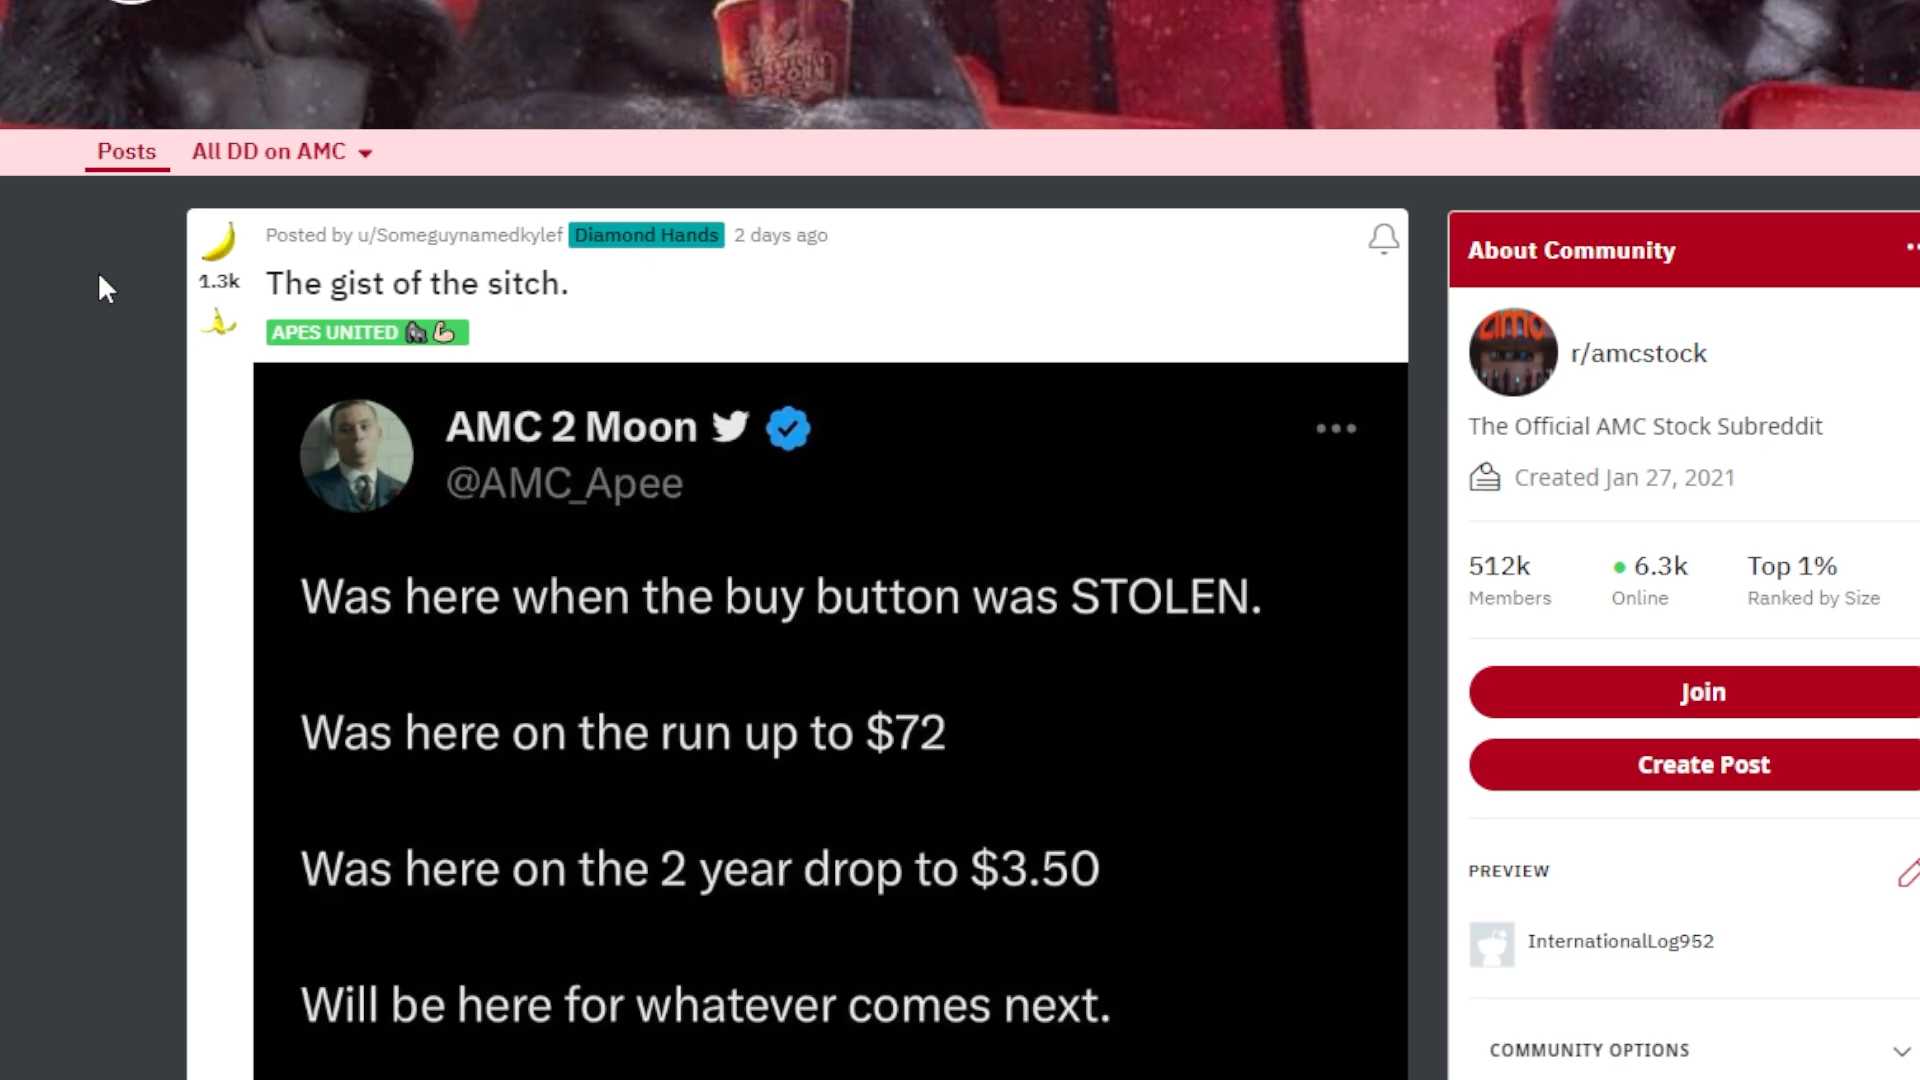 POPCORN
Posts
All DD on AMC
Posted by u/Someguynamedkylef Diamond Hands 2 days ago
1.3k
The gist of the sitch.
APES UNITED 🦍💪🏻
AMC 2 Moon
@AMC_Apee
Was here when the buy button was STOLEN.
Was here on the run up to $72
Was here on the 2 year drop to $3.50
Will be here for whatever comes next.
About Community
amc
r/amcstock
The Official AMC Stock Subreddit
Created Jan 27, 2021
512k 6.3k Top 1%
Members Online Ranked by Size
Join
Create Post
PREVIEW
InternationalLog952
COMMUNITY OPTIONS